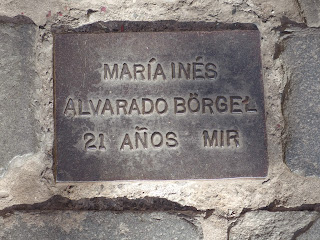 MARÍA INÉS
ALVARADO BÖRGEL
21 AÑOS MIR